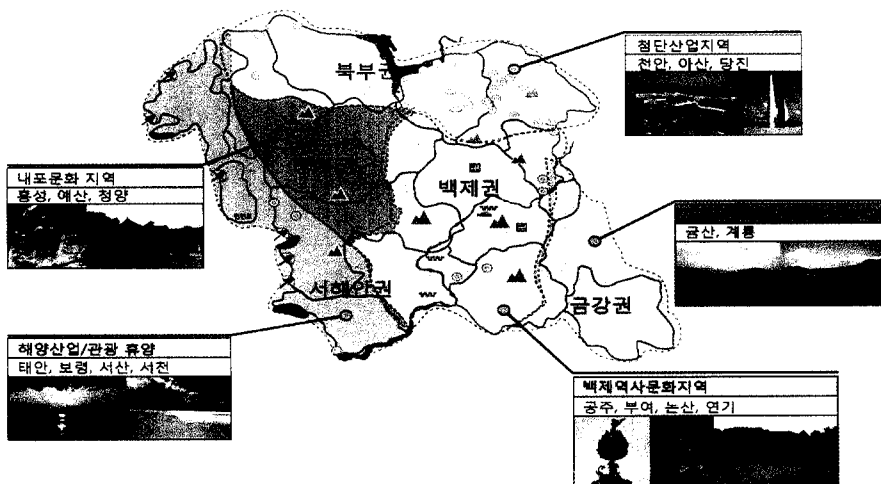 첨단산업지역
천안, 아산, 당진
북부권
내포문화 지역
홍성, 예산, 청양
백제권
금산, 계룡
서해안권
금강권
해양산업/관광 휴양
태안, 보령, 서산, 서천
백제역사문화지역
공주, 부여, 논산, 연기